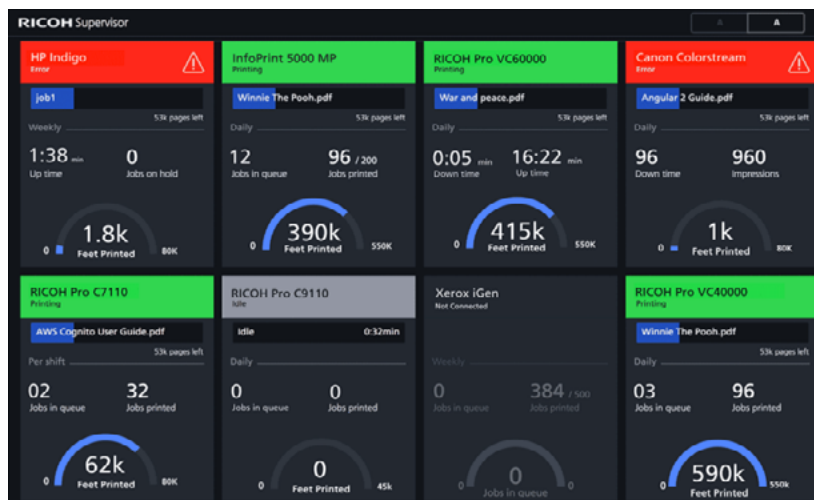 RICOH Supervisor
A
A
HP Indigo
Error
job1
53k pages left
Weekly
1:38 min
Up time
0
Jobs on hold
1.8k
Feet Printed
0
80K
InfoPrint 5000 MP
Printing
Winnie The Pooh.pdf
53k pages left
Daily
12
Jobs in queue
96 / 200
Jobs printed
390k
Feet Printed
0
550K
RICOH Pro VC60000
Printing
War and peace.pdf
53k pages left
Daily
0:05 min
Down time
16:22 min
Up time
415k
Feet Printed
0
550K
Canon Colorstream
Error
Angular 2 Guide.pdf
53k pages left
Daily
96
Down time
960
Impressions
1k
Feet Printed
0
80K
RICOH Pro C7110
Printing
AWS Cognito User Guide.pdf
53k pages left
Per shift
02
Jobs in queue
32
Jobs printed
62k
Feet Printed
0
80K
RICOH Pro C9110
Idle
Idle
0:32min
Daily
0
Jobs in queue
0
Jobs printed
0
Feet Printed
0
45k
Xerox iGen
Not Connected
Weekly
0
Jobs in queue
384 / 500
Jobs printed
0
Jobs in queue
0
0
RICOH Pro VC40000
Printing
Winnie The Pooh.pdf
53k pages left
Daily
03
Jobs in queue
96
Jobs printed
590k
Feet Printed
0
550k